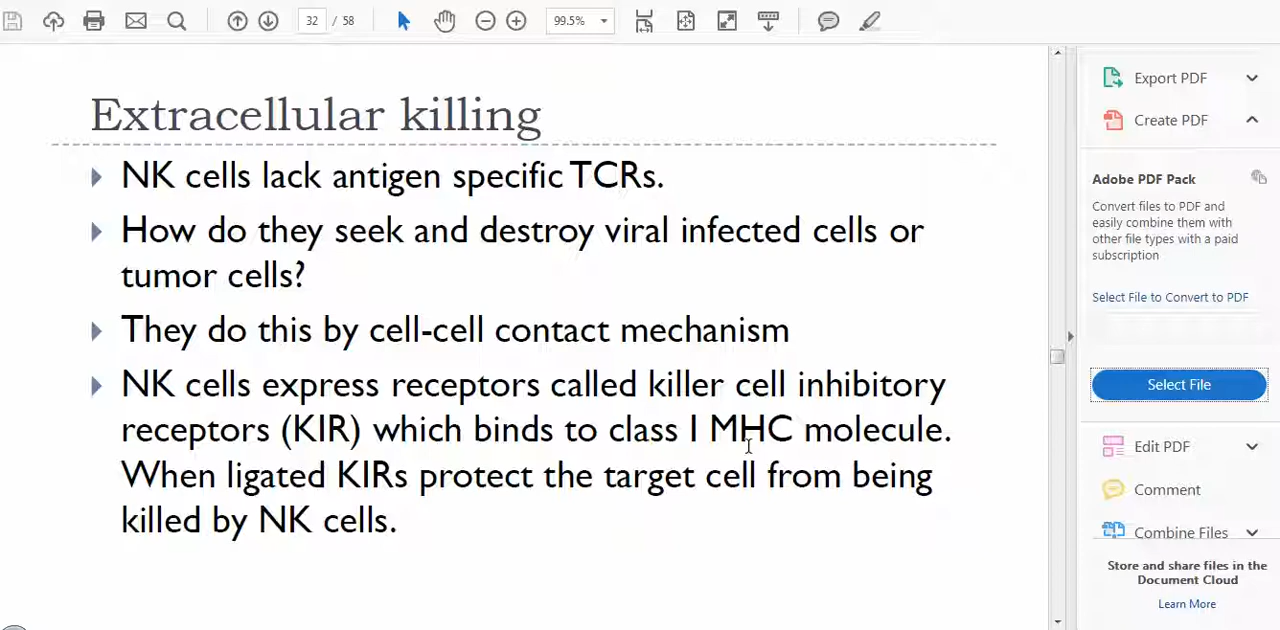 32 / 58
99.5%
Extracellular killing
NK cells lack antigen specific TCRs.
How do they seek and destroy viral infected cells or
tumor cells?
They do this by cell-cell contact mechanism
NK cells express receptors called killer cell inhibitory
receptors (KIR) which binds to class I MHC molecule.
When ligated KIRs protect the target cell from being
killed by NK cells.
Export PDF
Create PDF
Adobe PDF Pack
Convert files to PDF and
easily combine them with
other file types with a paid
subscription
Select File to Convert to PDF
Select File
Edit PDF
Comment
Combine Files
Store and share files in the
Document Cloud
Learn More